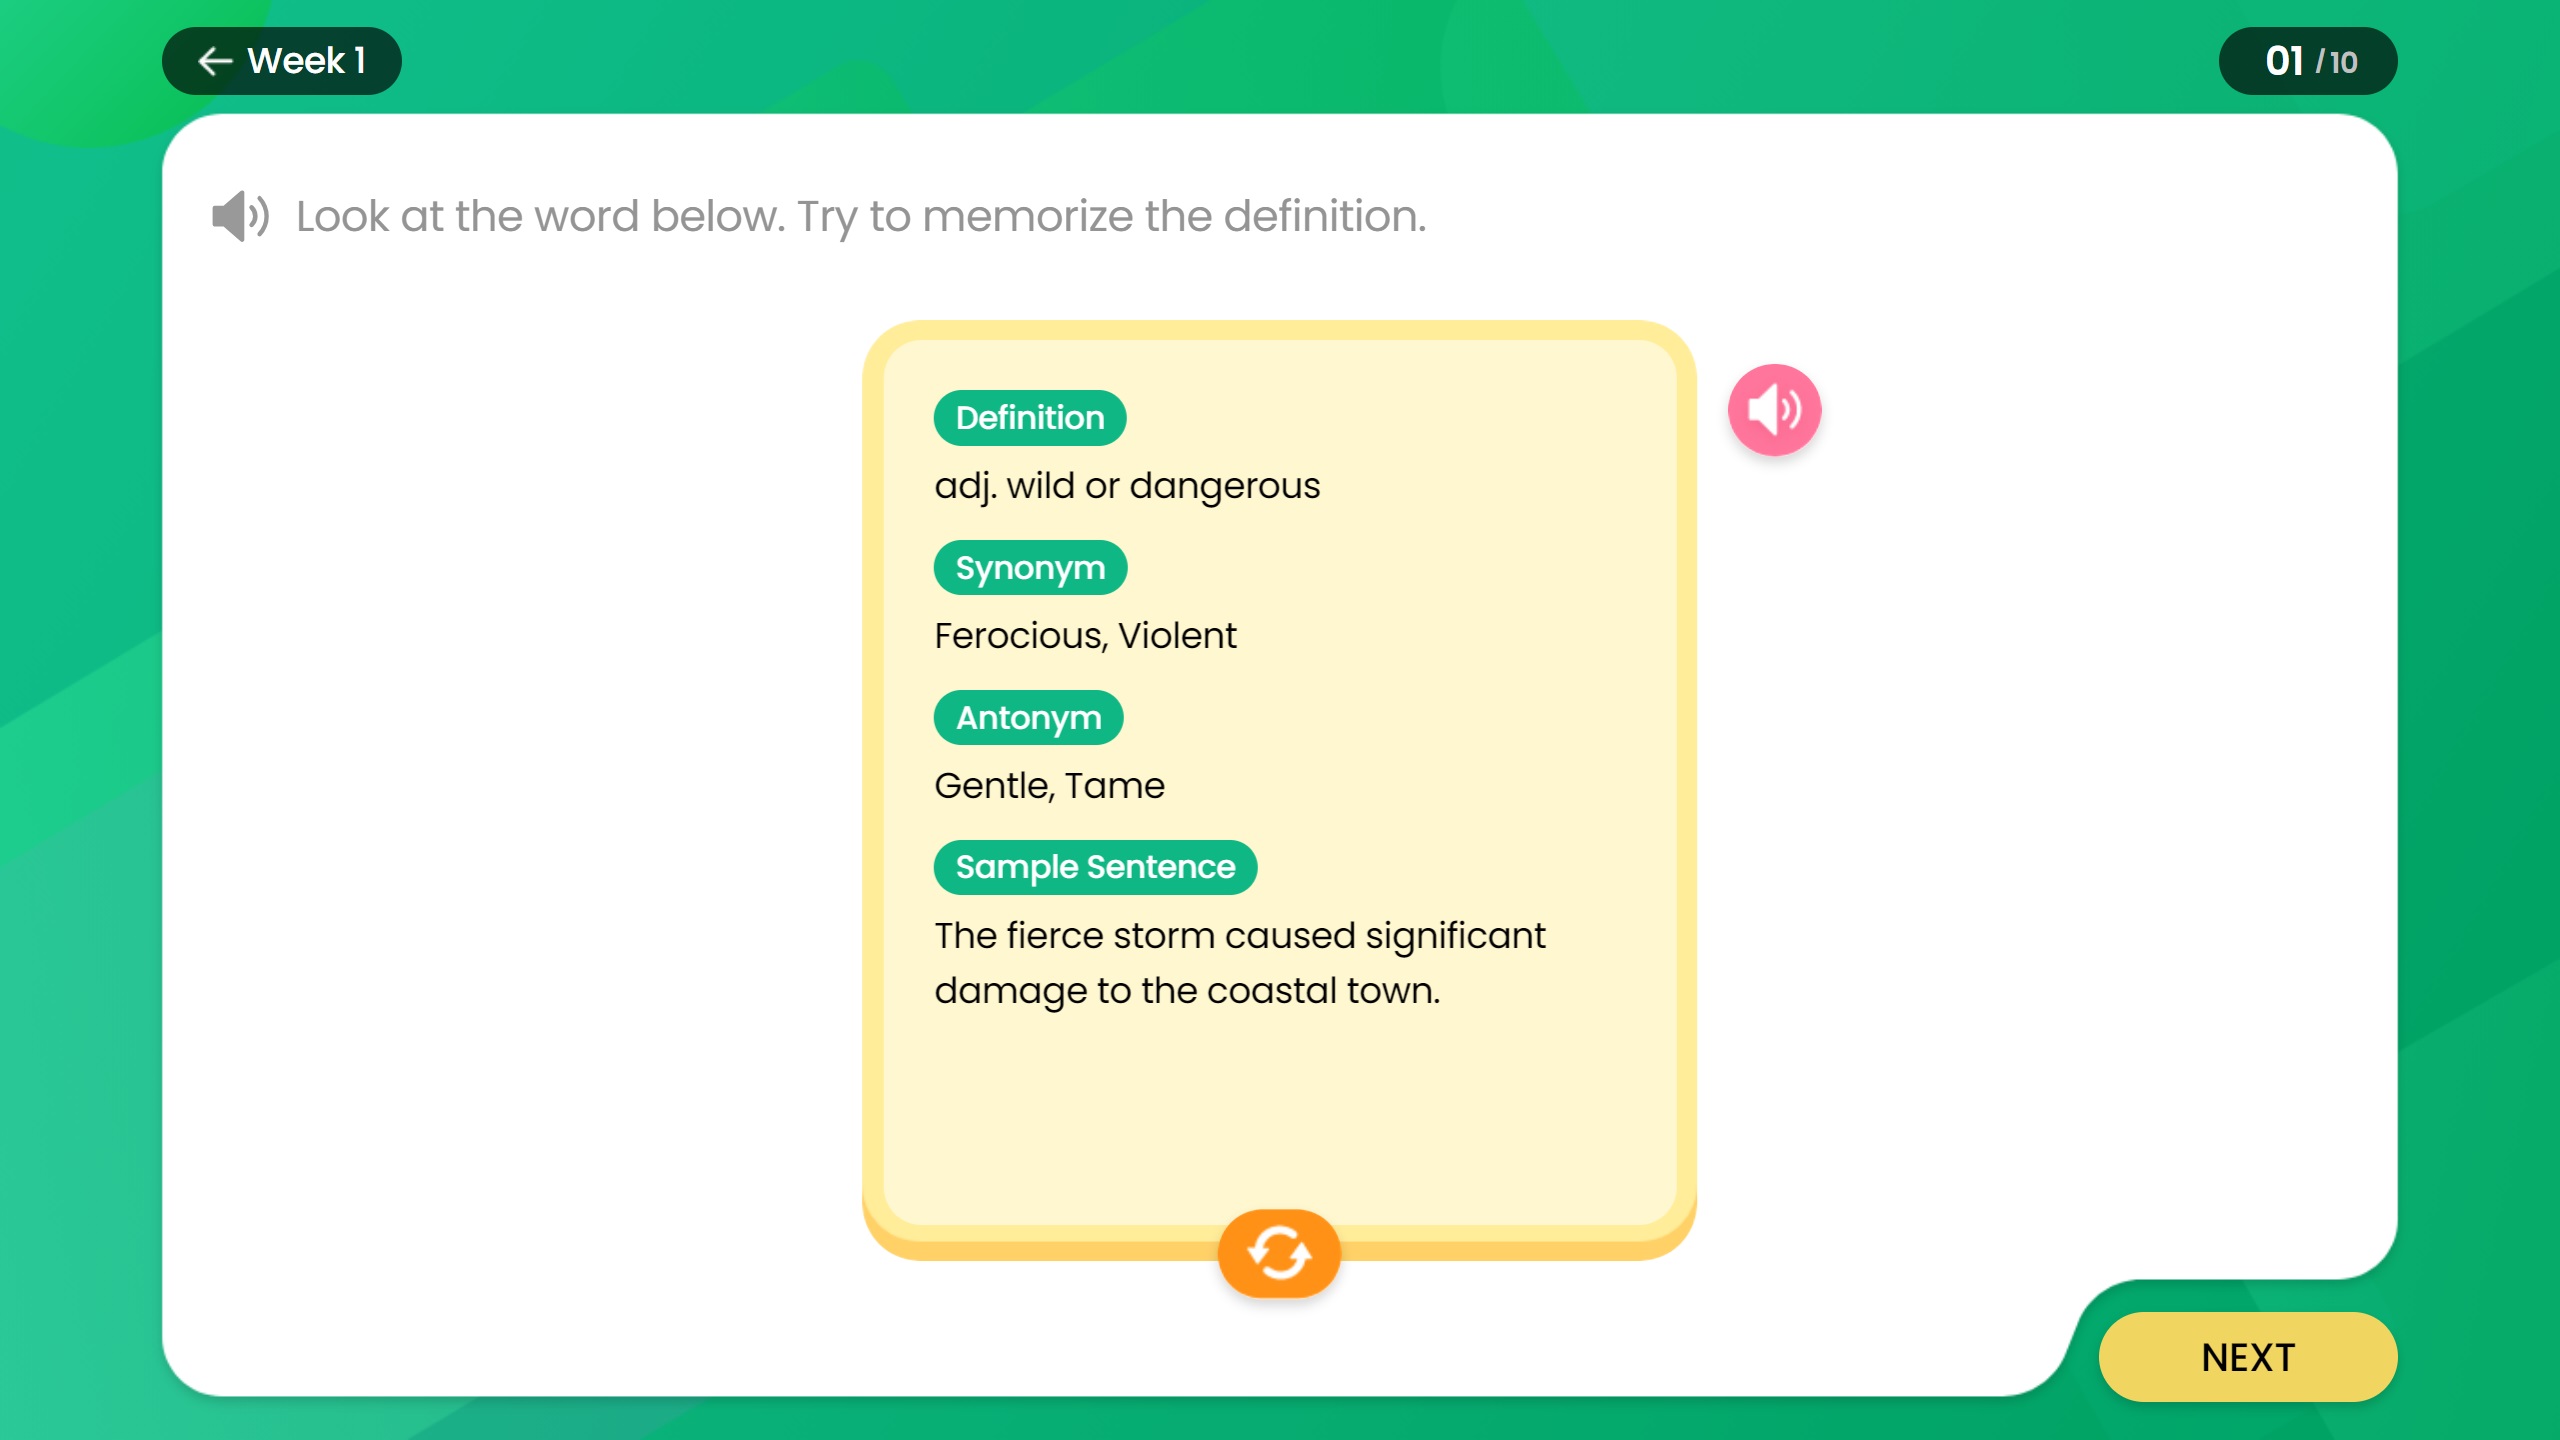 Week 1
01 / 10
Look at the word below. Try to memorize the definition.
Definition
adj. wild or dangerous
Synonym
Ferocious, Violent
Antonym
Gentle, Tame
Sample Sentence
The fierce storm caused significant
damage to the coastal town.
NEXT